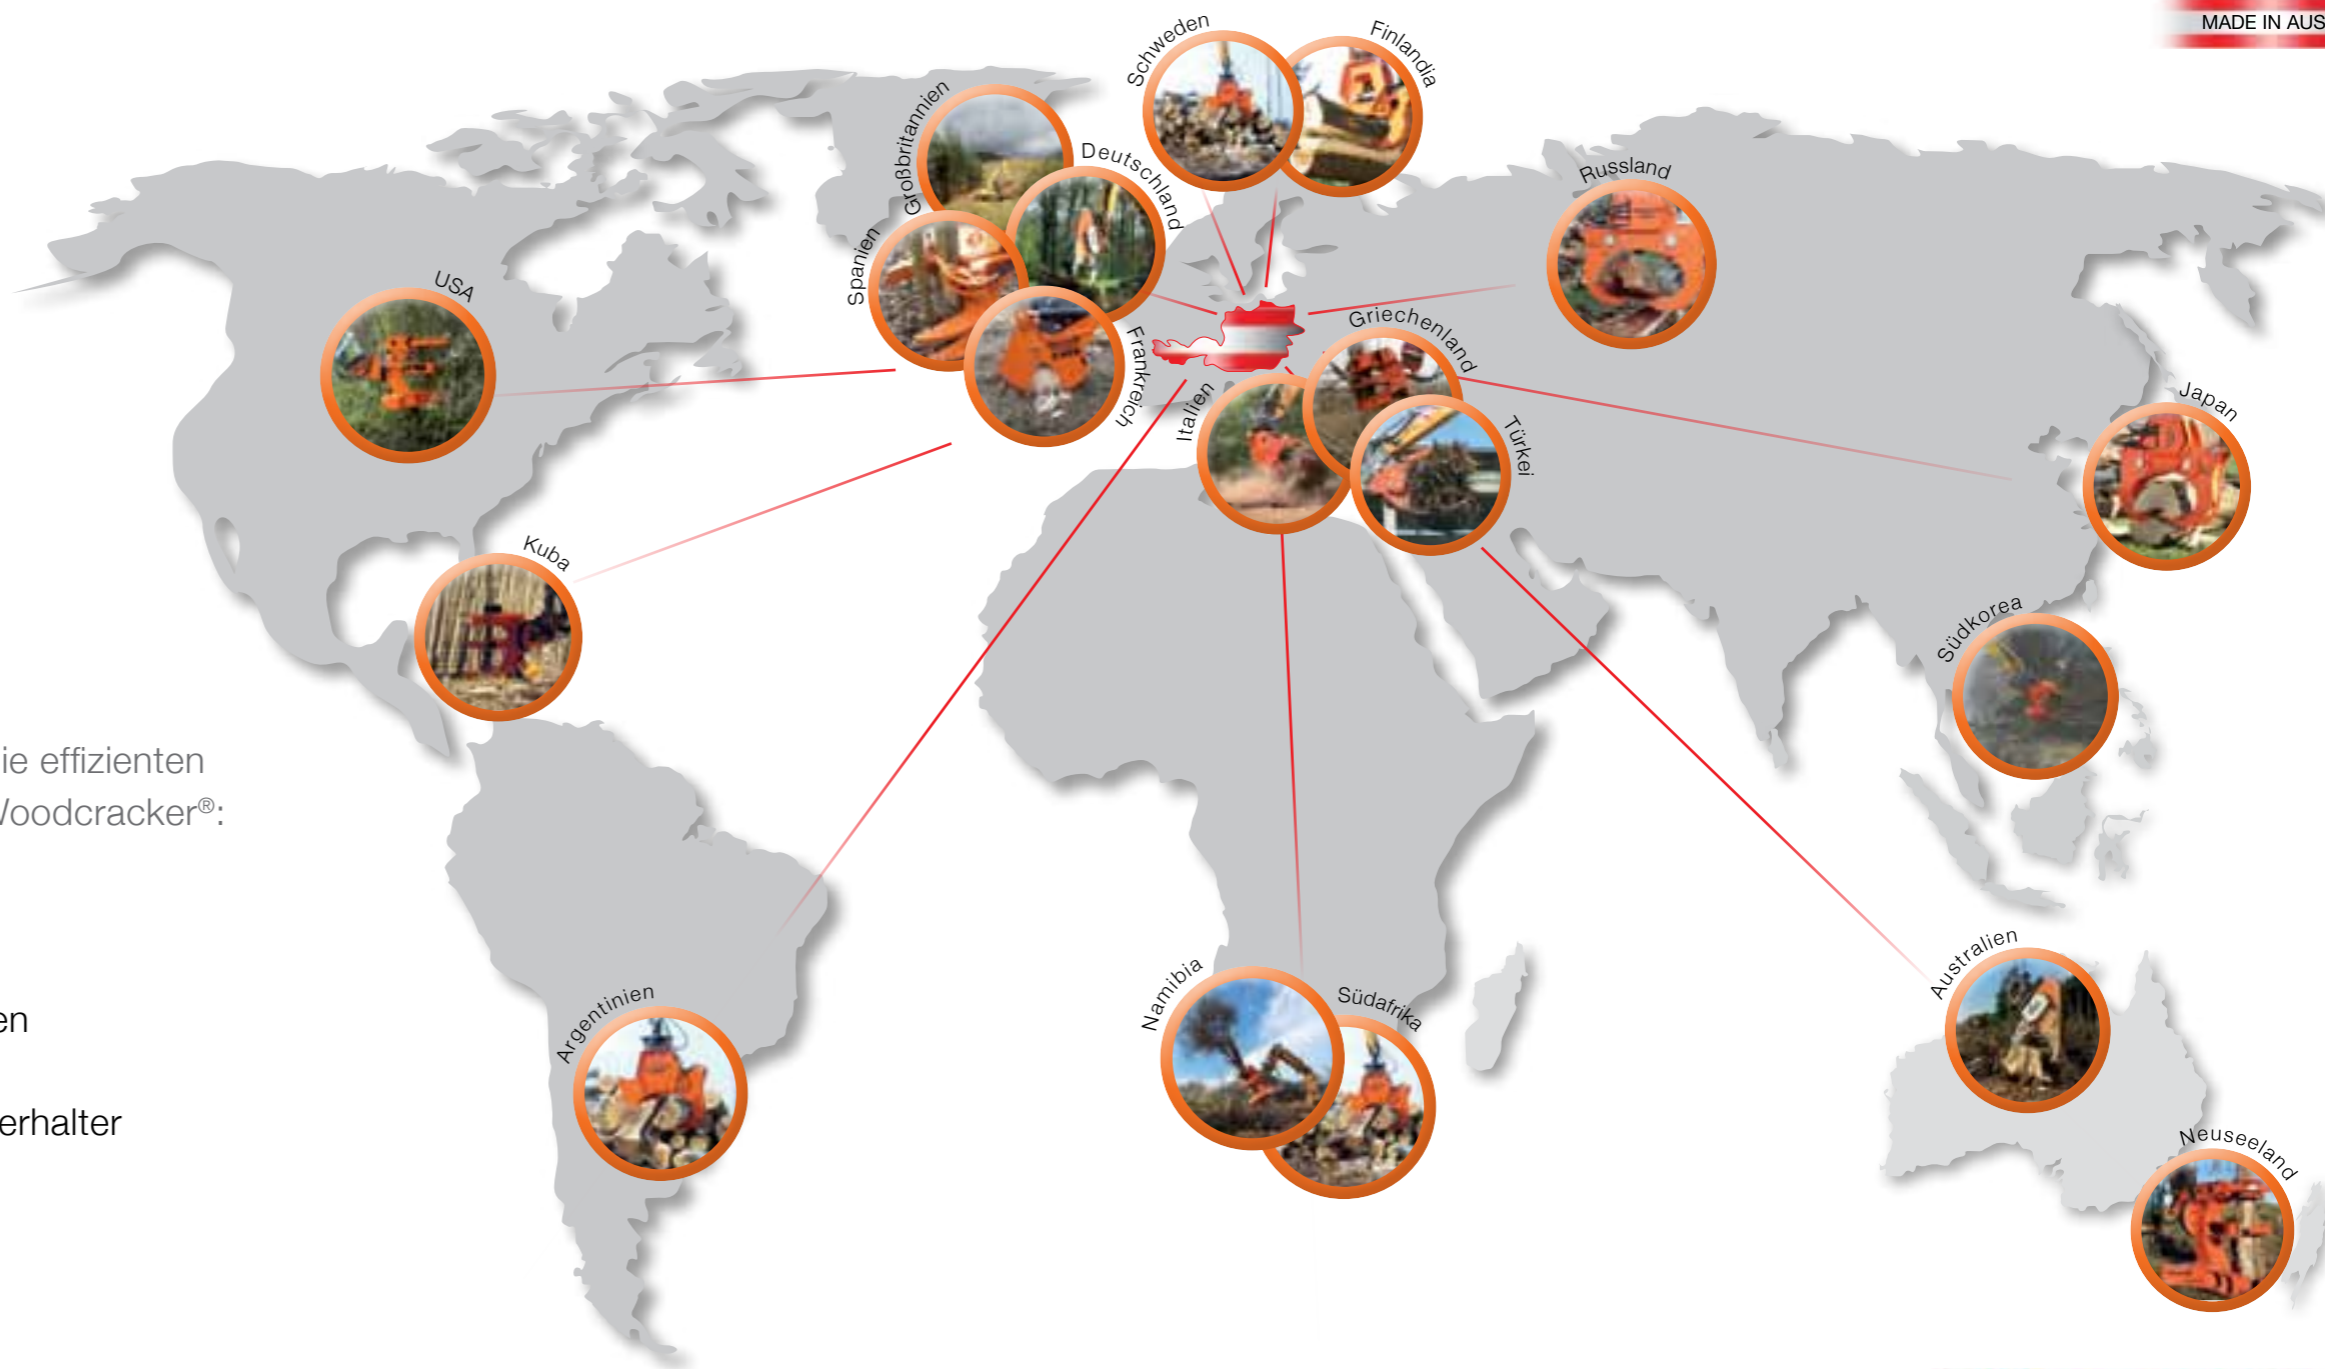 MADE IN AUS
Schweden
Finlandia
Großbritannien
Deutschland
Russland
Spanien
USA
Griechenland
Frankreich
Italien
Japan
Türkei
Kuba
Südkorea
ie effizienten
Woodcracker®:
Australien
Namibia
Südafrika
Argentinien
en
erhalter
Neuseeland